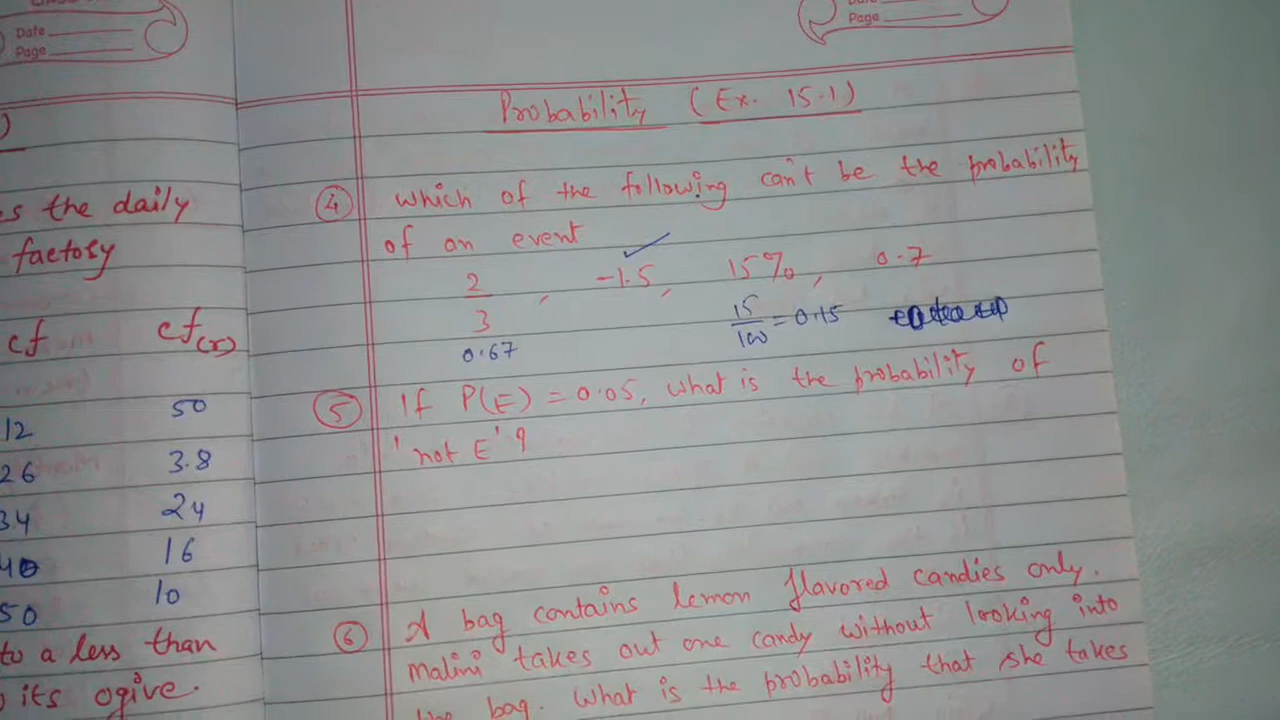 Date
Page
Date
Page
)
es the daily
factory
cf cf(x)
12 50
26 3.8
34 24
40 16
50 10
to a less than
its ogive.
Probability (Ex. 15.1)
④ which of the following can't be the probability
of an event
2/3, -1.5, 15%, 0.7
0.67 15/100 = 0.15
⑤ If P(E) = 0.05, what is the probability of
'not E'?
⑥ A bag contains lemon flavored candies only.
malini takes out one candy without looking into
the bag. What is the probability that she takes